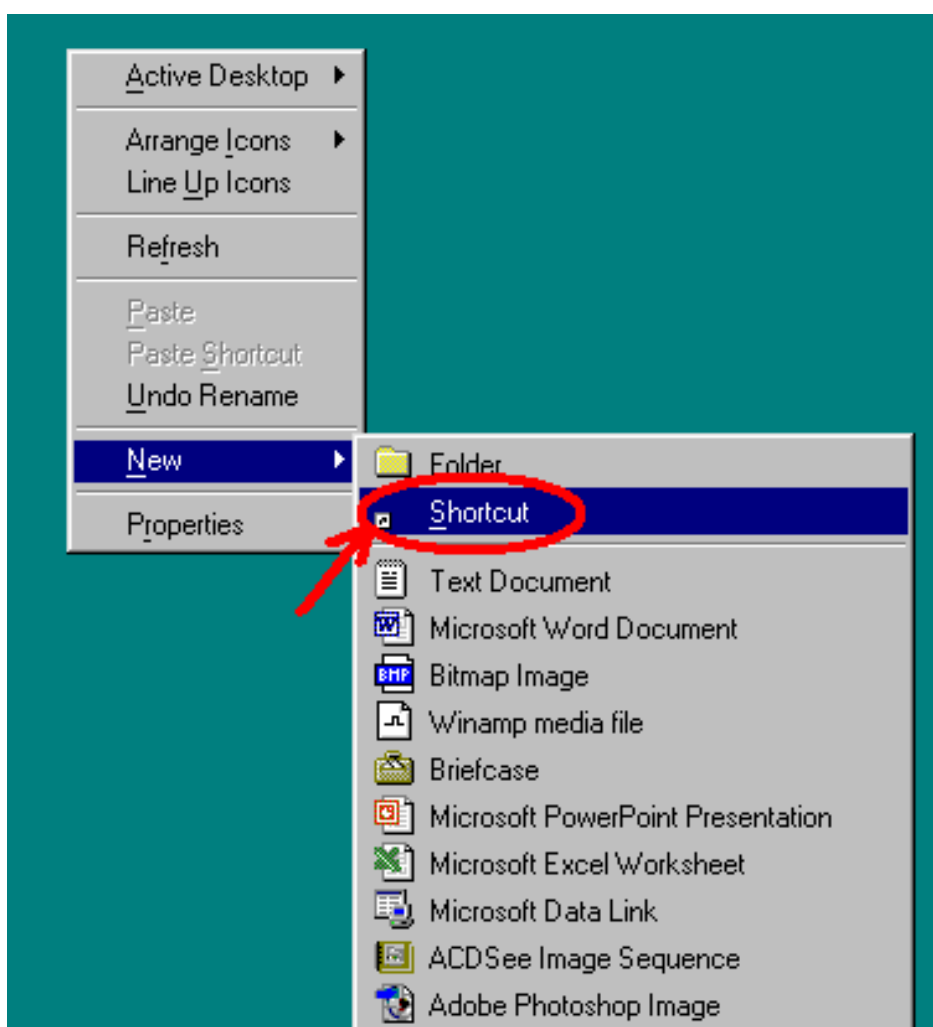 Active Desktop
Arrange Icons
Line Up Icons
Refresh
Paste
Paste Shortcut
Undo Rename
New
Properties
Folder
Shortcut
Text Document
Microsoft Word Document
BMP Bitmap Image
Winamp media file
Briefcase
Microsoft PowerPoint Presentation
Microsoft Excel Worksheet
Microsoft Data Link
ACDSee Image Sequence
Adobe Photoshop Image